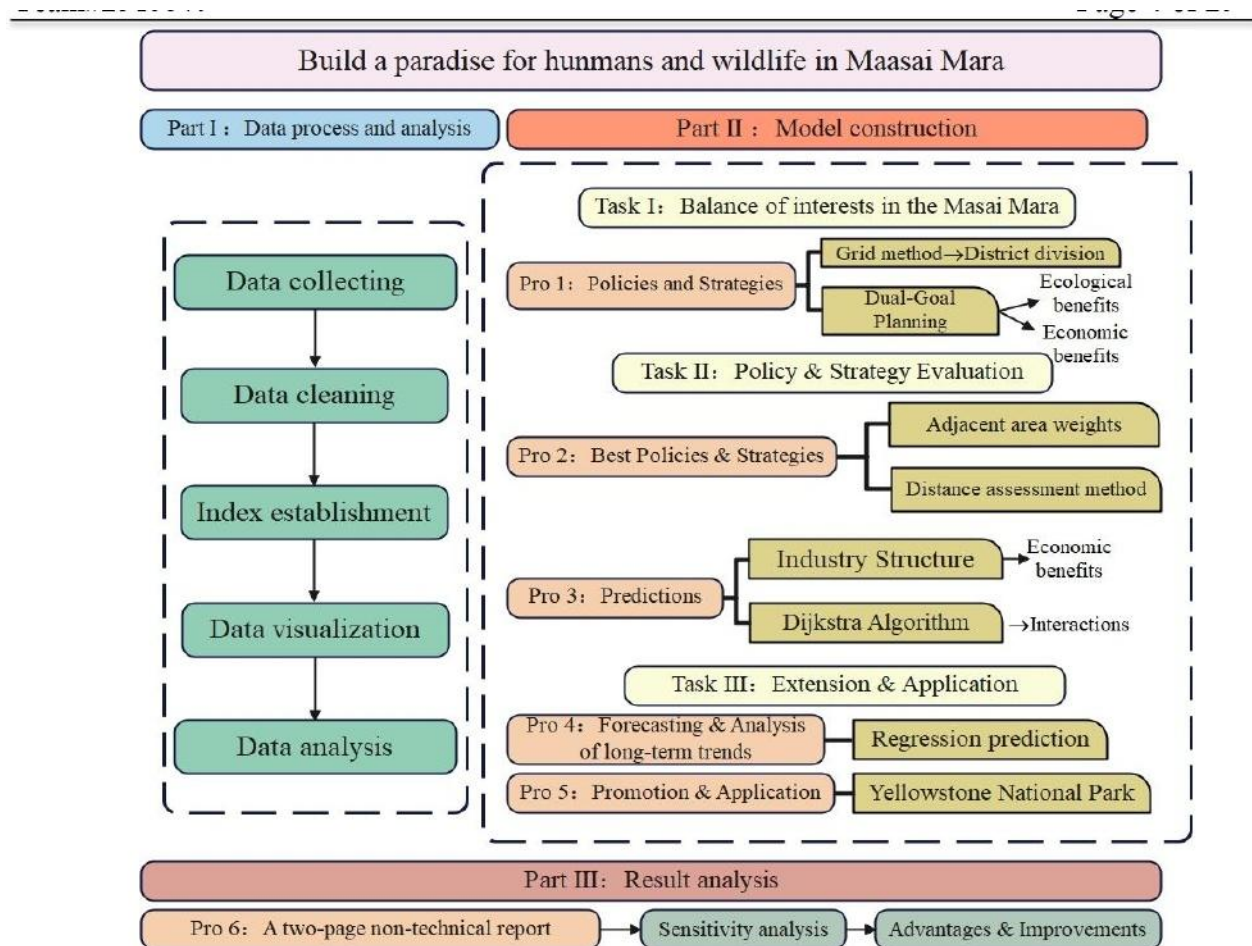 Build a paradise for hunmans and wildlife in Maasai Mara
Part I： Data process and analysis
Part II： Model construction
Data collecting
Data cleaning
Index establishment
Data visualization
Data analysis
Task I：Balance of interests in the Masai Mara
Pro 1：Policies and Strategies
Grid method→District division
Dual-Goal
Planning
Ecological
benefits
Economic
benefits
Task II：Policy & Strategy Evaluation
Pro 2：Best Policies & Strategies
Adjacent area weights
Distance assessment method
Pro 3：Predictions
Industry Structure
Economic
benefits
Dijkstra Algorithm
→Interactions
Task III：Extension & Application
Pro 4：Forecasting & Analysis
of long-term trends
Regression prediction
Pro 5：Promotion & Application
Yellowstone National Park
Part III：Result analysis
Pro 6：A two-page non-technical report
Sensitivity analysis
Advantages & Improvements